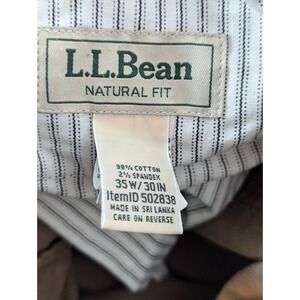 L.L.Bean
NATURAL FIT
98% COTTON
2% SPANDEX
35W/30IN
ItemID 502838
MADE IN SRI LANKA
CARE ON REVERSE